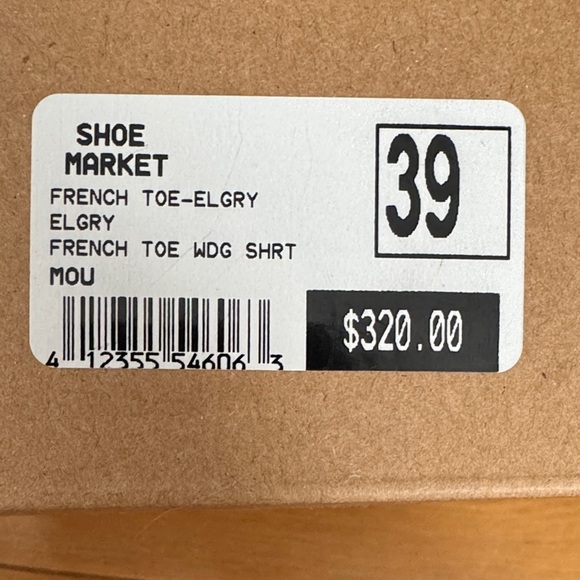 SHOE
MARKET
39
FRENCH TOE-ELGRY
ELGRY
FRENCH TOE WDG SHRT
MOU
$320.00
4 12355 54606 3